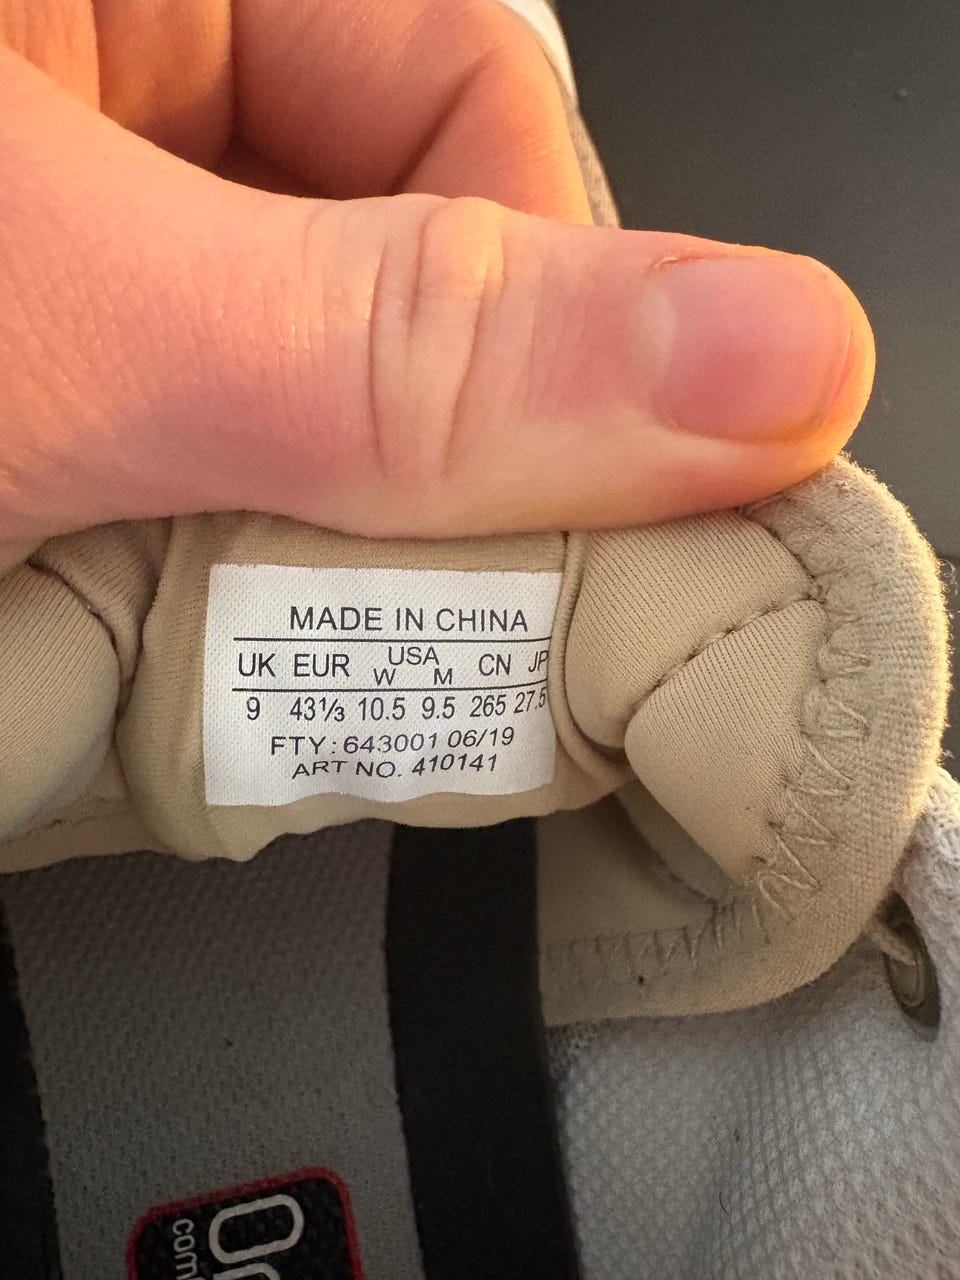 MADE IN CHINA
UK EUR USA W M CN JP
9 43⅓ 10.5 9.5 265 27.5
FTY: 643001 06/19
ART NO. 410141